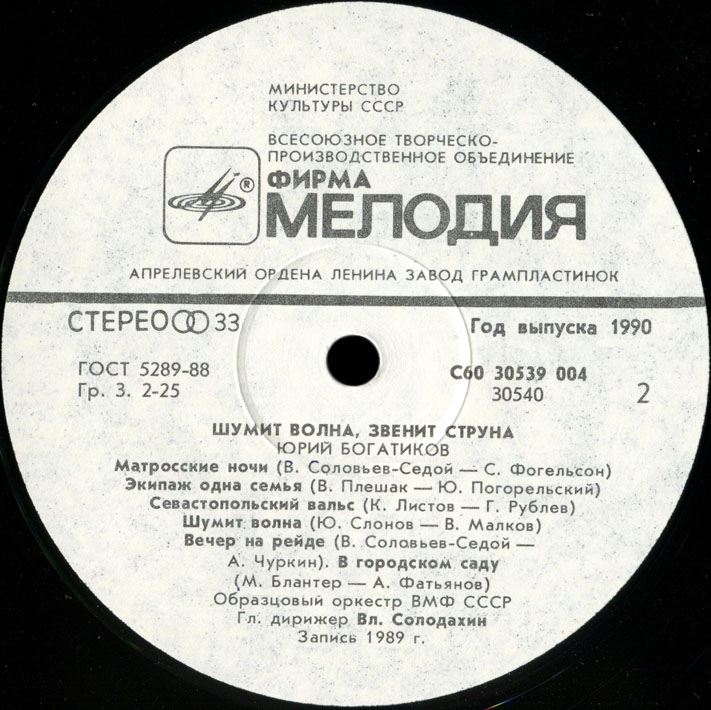 МИНИСТЕРСТВО
КУЛЬТУРЫ СССР
ВСЕСОЮЗНОЕ ТВОРЧЕСКО-
ПРОИЗВОДСТВЕННОЕ ОБЪЕДИНЕНИЕ
®
ФИРМА
МЕЛОДИЯ
АПРЕЛЕВСКИЙ ОРДЕНА ЛЕНИНА ЗАВОД ГРАМПЛАСТИНОК
СТЕРЕО 33
Год выпуска 1990
ГОСТ 5289-88
Гр. 3. 2-25
С60 30539 004
30540
2
ШУМИТ ВОЛНА, ЗВЕНИТ СТРУНА
ЮРИЙ БОГАТИКОВ
Матросские ночи (В. Соловьев-Седой — С. Фогельсон)
Экипаж одна семья (В. Плешак — Ю. Погорельский)
Севастопольский вальс (К. Листов — Г. Рублев)
Шумит волна (Ю. Слонов — В. Малков)
Вечер на рейде (В. Соловьев-Седой —
А. Чуркин). В городском саду
(М. Блантер — А. Фатьянов)
Образцовый оркестр ВМФ СССР
Гл. дирижер Вл. Солодахин
Запись 1989 г.